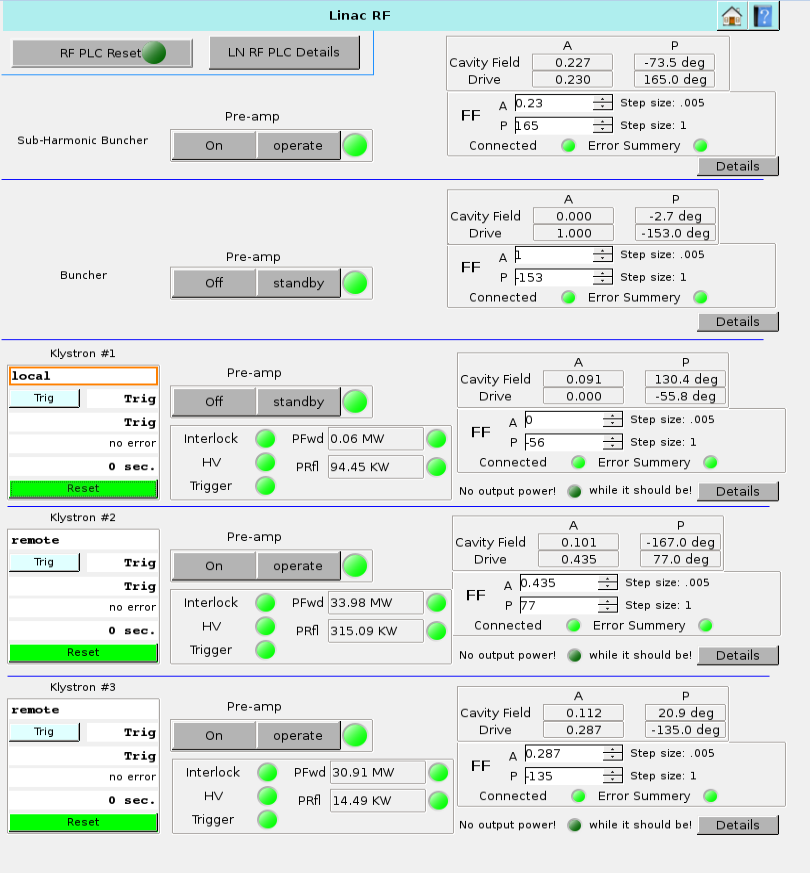 Linac RF
RF PLC Reset
LN RF PLC Details
A P
Cavity Field 0.227 -73.5 deg
Drive 0.230 165.0 deg
FF A 0.23 Step size: .005
P 165 Step size: 1
Connected Error Summery
Details
Sub-Harmonic Buncher
Pre-amp
On operate
A P
Cavity Field 0.000 -2.7 deg
Drive 1.000 -153.0 deg
FF A 1 Step size: .005
P -153 Step size: 1
Connected Error Summery
Details
Buncher
Pre-amp
Off standby
Klystron #1
local
Trig Trig
Trig
no error
0 sec.
Reset
Pre-amp
Off standby
Interlock PFwd 0.06 MW
HV PRfl 94.45 KW
Trigger
A P
Cavity Field 0.091 130.4 deg
Drive 0.000 -55.8 deg
FF A 0 Step size: .005
P -56 Step size: 1
Connected Error Summery
No output power! while it should be! Details
Klystron #2
remote
Trig Trig
Trig
no error
0 sec.
Reset
Pre-amp
On operate
Interlock PFwd 33.98 MW
HV PRfl 315.09 KW
Trigger
A P
Cavity Field 0.101 -167.0 deg
Drive 0.435 77.0 deg
FF A 0.435 Step size: .005
P 77 Step size: 1
Connected Error Summery
No output power! while it should be! Details
Klystron #3
remote
Trig Trig
Trig
no error
0 sec.
Reset
Pre-amp
On operate
Interlock PFwd 30.91 MW
HV PRfl 14.49 KW
Trigger
A P
Cavity Field 0.112 20.9 deg
Drive 0.287 -135.0 deg
FF A 0.287 Step size: .005
P -135 Step size: 1
Connected Error Summery
No output power! while it should be! Details